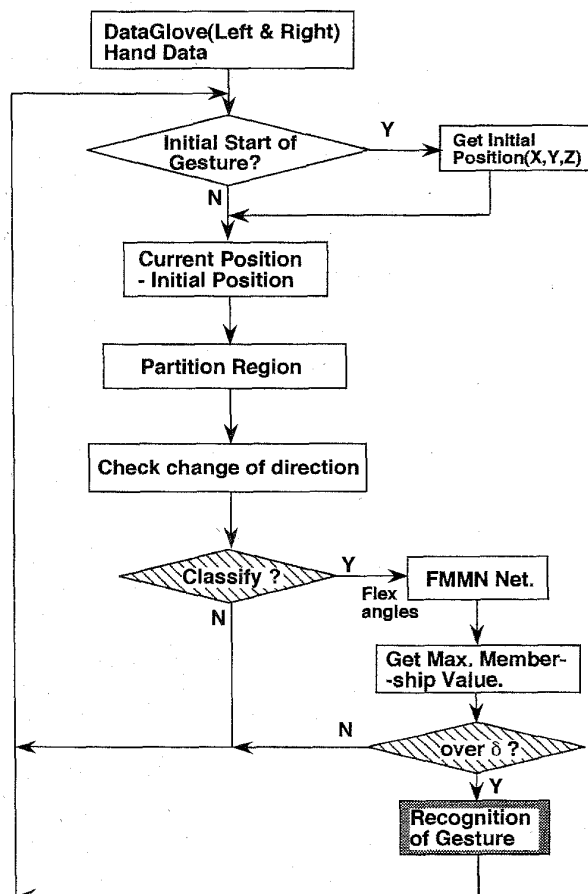 DataGlove(Left & Right)
Hand Data
Initial Start of
Gesture?
Y
Get Initial
Position(X,Y,Z)
N
Current Position
- Initial Position
Partition Region
Check change of direction
Classify ?
Y
Flex
angles
FMMN Net.
N
Get Max. Member-
-ship Value.
N
over δ ?
Y
Recognition
of Gesture